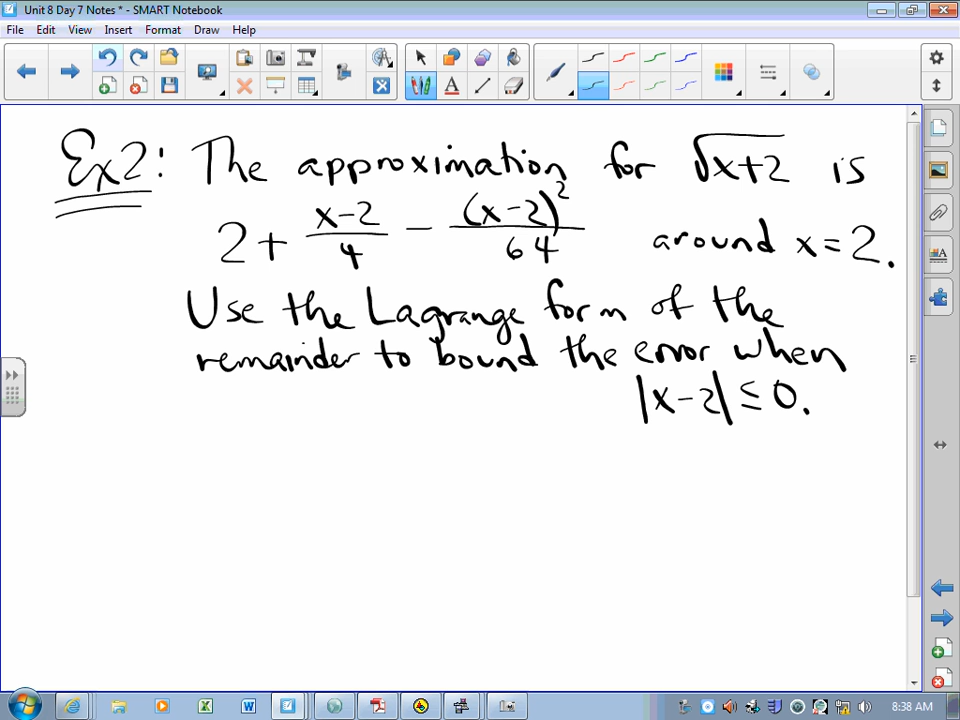 Unit 8 Day 7 Notes * - SMART Notebook
File Edit View Insert Format Draw Help
Ex2: The approximation for √x+2 is
2 + x-2/4 - (x-2)²/64 around x=2.
Use the Lagrange form of the
remainder to bound the error when
|x-2| ≤ 0.
8:38 AM